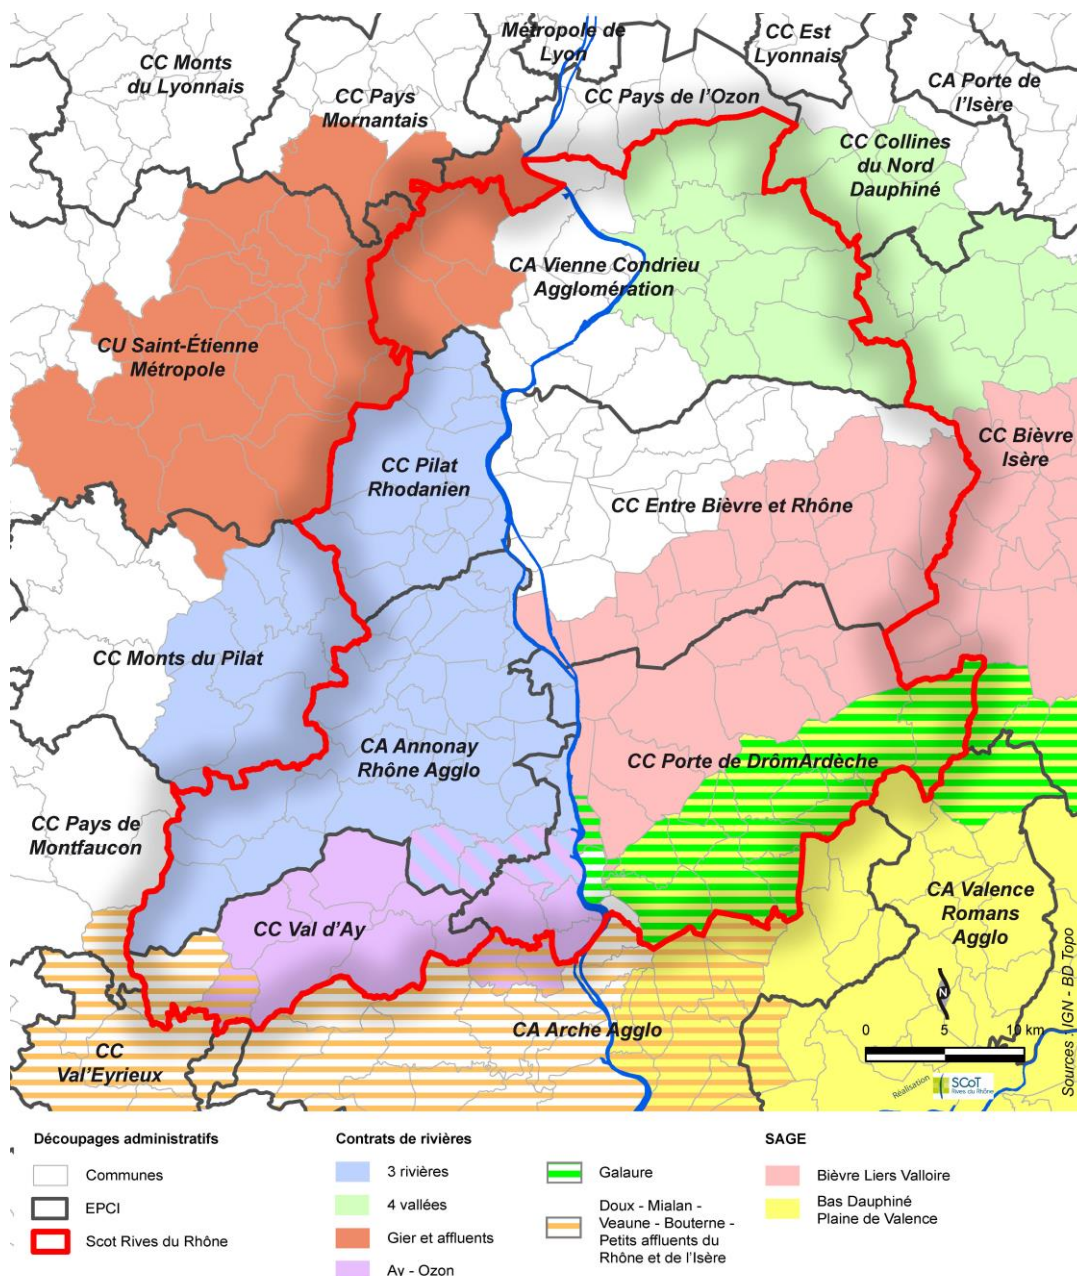 Métropole de
Lyon
CC Est
Lyonnais
CC Monts
du Lyonnais
CC Pays
Mornantais
CC Pays de l'Ozon
CA Porte de
l'Isère
CC Collines
du Nord
Dauphiné
CA Vienne Condrieu
Agglomération
CU Saint-Étienne
Métropole
CC Pilat
Rhodanien
CC Bièvre
Isère
CC Entre Bièvre et Rhône
CC Monts du Pilat
CA Annonay
Rhône Agglo
CC Porte de DrômArdèche
CC Pays de
Montfaucon
CC Val d'Ay
CA Valence
Romans
Agglo
N
0 5 10 km
CA Arche Agglo
CC
Val'Eyrieux
Réalisation
SCoT
Rives du Rhône
Sources : IGN - BD Topo
Découpages administratifs
Communes
EPCI
Scot Rives du Rhône
Contrats de rivières
3 rivières
4 vallées
Gier et affluents
Ay - Ozon
Galaure
Doux - Mialan -
Veaune - Bouterne -
Petits affluents du
Rhône et de l'Isère
SAGE
Bièvre Liers Valloire
Bas Dauphiné
Plaine de Valence